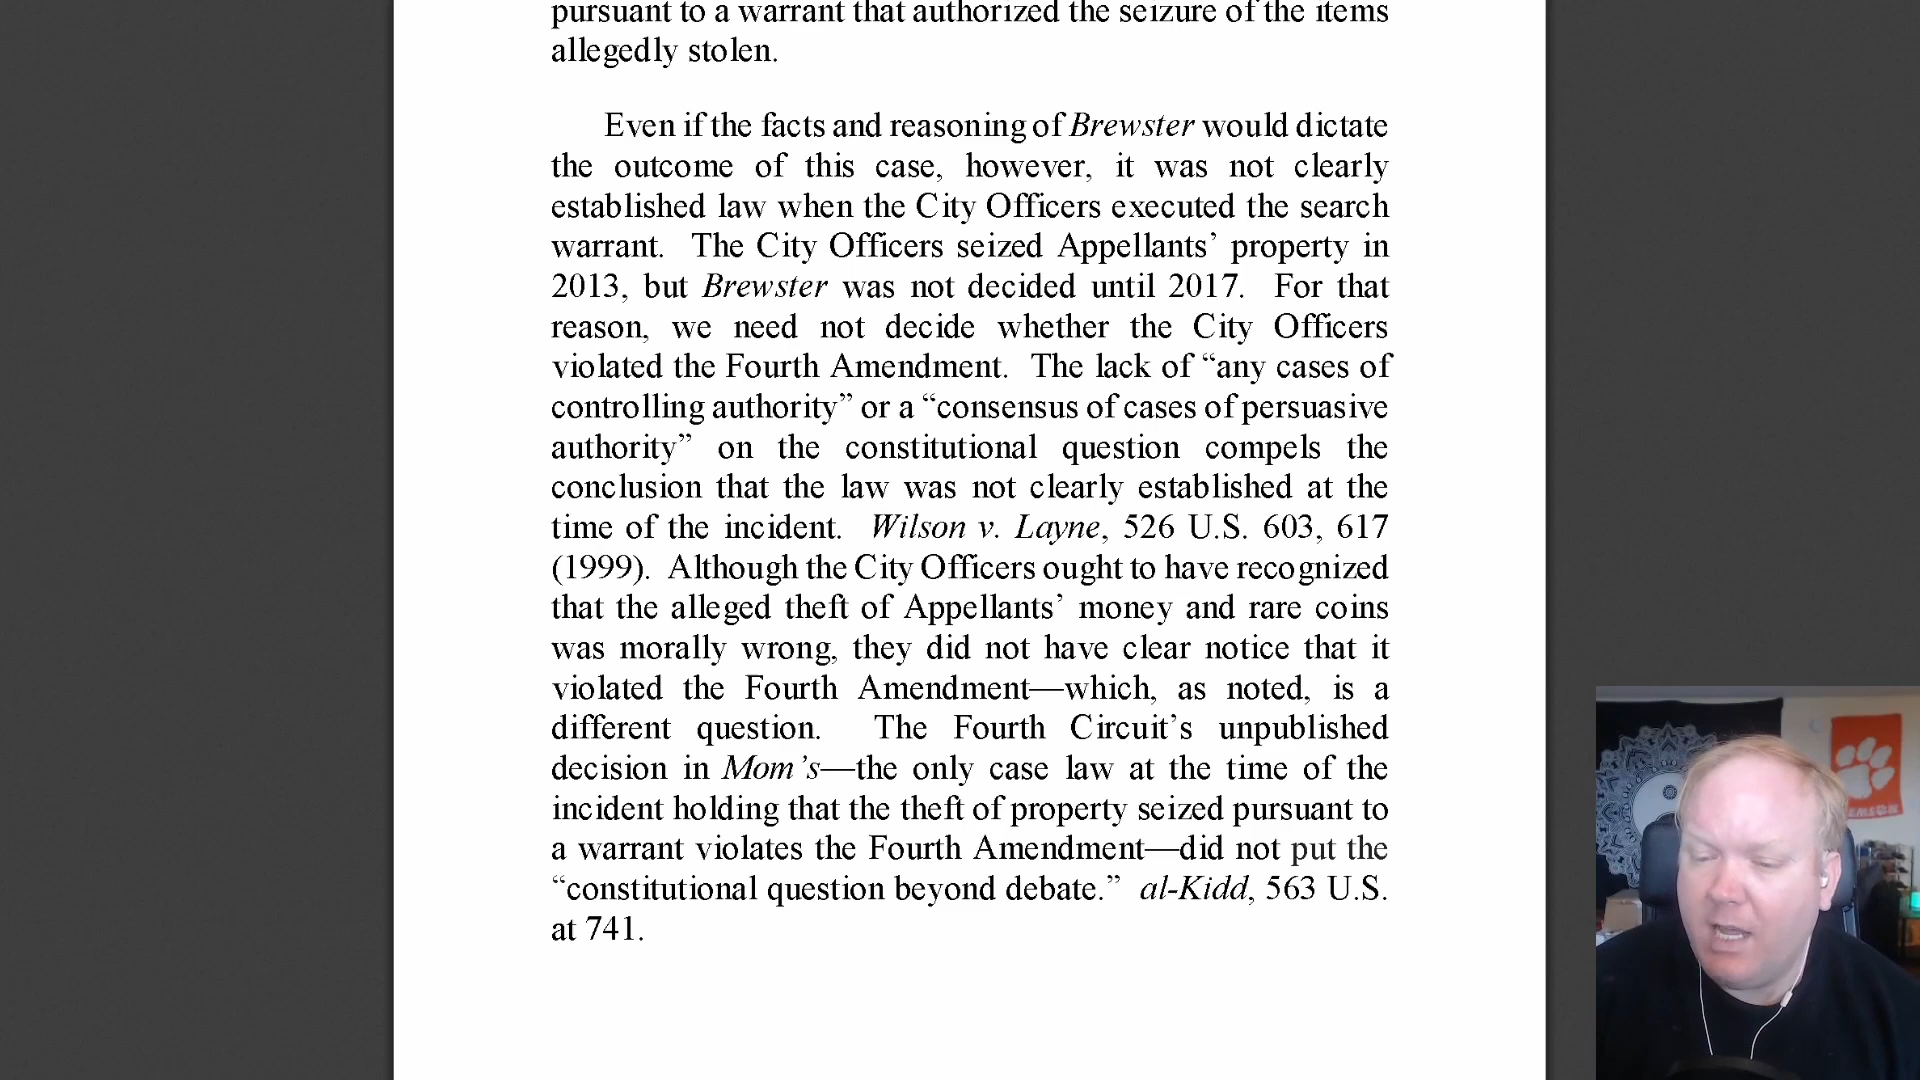 pursuant to a warrant that authorized the seizure of the items
allegedly stolen.
Even if the facts and reasoning of Brewster would dictate
the outcome of this case, however, it was not clearly
established law when the City Officers executed the search
warrant. The City Officers seized Appellants’ property in
2013, but Brewster was not decided until 2017. For that
reason, we need not decide whether the City Officers
violated the Fourth Amendment. The lack of “any cases of
controlling authority” or a “consensus of cases of persuasive
authority” on the constitutional question compels the
conclusion that the law was not clearly established at the
time of the incident. Wilson v. Layne, 526 U.S. 603, 617
(1999). Although the City Officers ought to have recognized
that the alleged theft of Appellants’ money and rare coins
was morally wrong, they did not have clear notice that it
violated the Fourth Amendment—which, as noted, is a
different question. The Fourth Circuit’s unpublished
decision in Mom’s—the only case law at the time of the
incident holding that the theft of property seized pursuant to
a warrant violates the Fourth Amendment—did not put the
“constitutional question beyond debate.” al-Kidd, 563 U.S.
at 741.